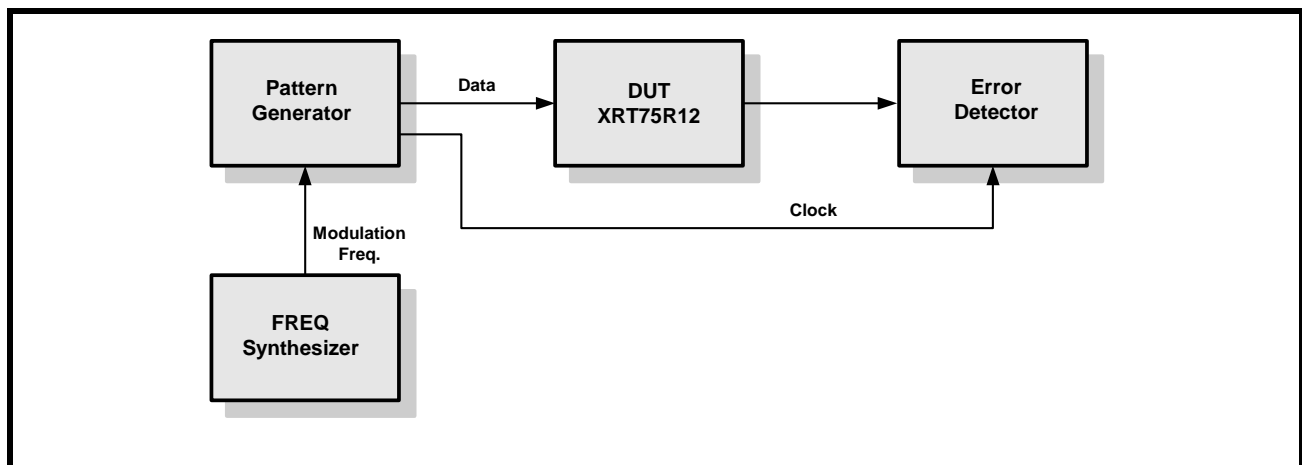 Pattern
Generator
Data
DUT
XRT75R12
Error
Detector
Clock
Modulation
Freq.
FREQ
Synthesizer